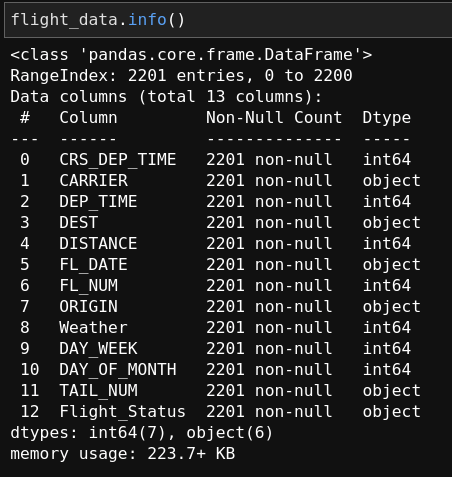 flight_data.info()
<class 'pandas.core.frame.DataFrame'>
RangeIndex: 2201 entries, 0 to 2200
Data columns (total 13 columns):
 #   Column         Non-Null Count  Dtype
---  ------         --------------  -----
 0   CRS_DEP_TIME   2201 non-null   int64
 1   CARRIER        2201 non-null   object
 2   DEP_TIME       2201 non-null   int64
 3   DEST           2201 non-null   object
 4   DISTANCE       2201 non-null   int64
 5   FL_DATE        2201 non-null   object
 6   FL_NUM         2201 non-null   int64
 7   ORIGIN         2201 non-null   object
 8   Weather        2201 non-null   int64
 9   DAY_WEEK       2201 non-null   int64
 10  DAY_OF_MONTH   2201 non-null   int64
 11  TAIL_NUM       2201 non-null   object
 12  Flight_Status  2201 non-null   object
dtypes: int64(7), object(6)
memory usage: 223.7+ KB